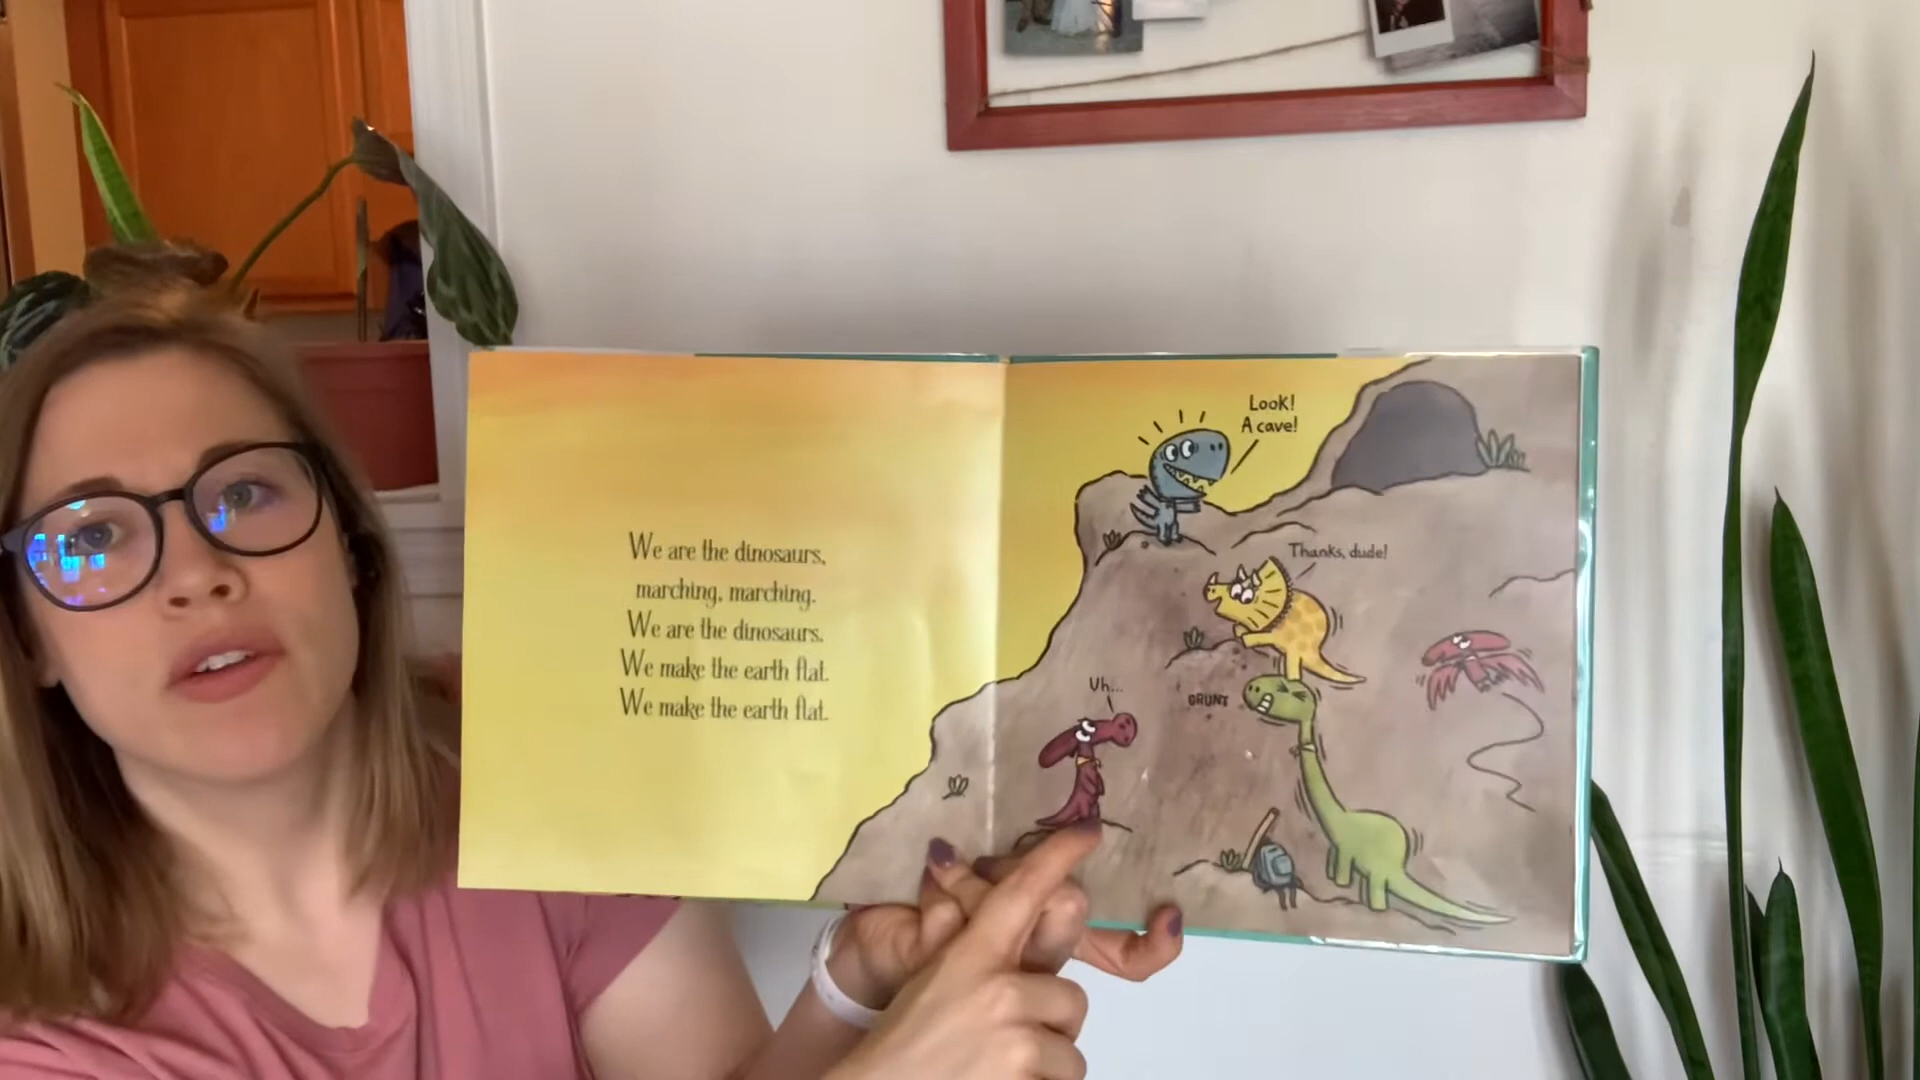 We are the dinosaurs,
marching, marching.
We are the dinosaurs.
We make the earth flat.
We make the earth flat.
Look!
A cave!
Thanks, dude!
Uh...
GRUNT